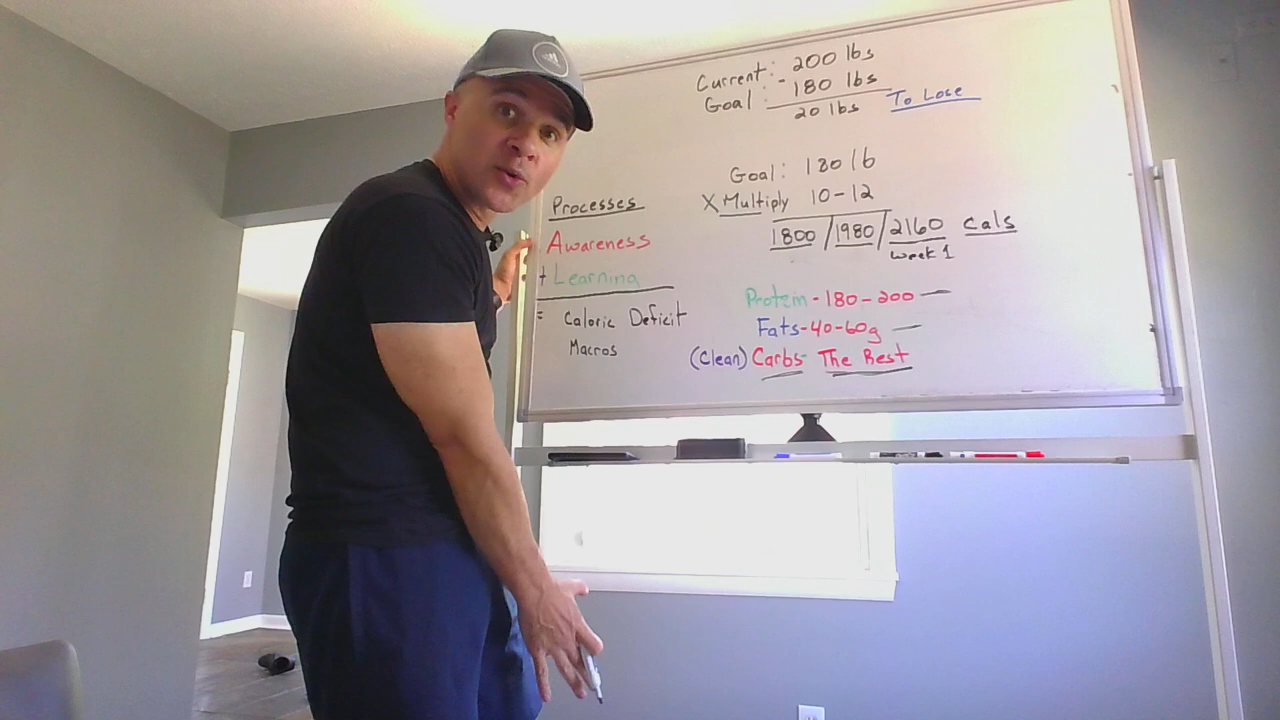 Current: 200 lbs
Goal: - 180 lbs
20 lbs To Lose
Processes
Awareness
+ Learning
= Caloric Deficit
Macros
Goal: 180 lb
X Multiply 10-12
1800/1980/2160 cals
week 1
Protein - 180-200
Fats - 40-60g
(Clean) Carbs - The Best